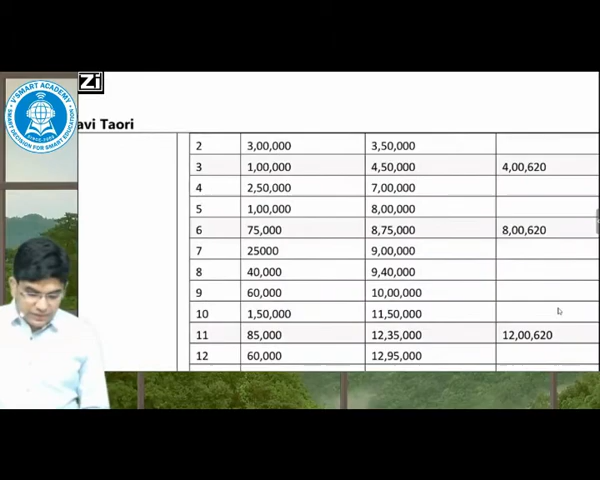 Zi
V'SMART ACADEMY
SMART DECISION FOR SMART EDUCATION
avi Taori
2 3,00,000 3,50,000
3 1,00,000 4,50,000 4,00,620
4 2,50,000 7,00,000
5 1,00,000 8,00,000
6 75,000 8,75,000 8,00,620
7 25000 9,00,000
8 40,000 9,40,000
9 60,000 10,00,000
10 1,50,000 11,50,000
11 85,000 12,35,000 12,00,620
12 60,000 12,95,000